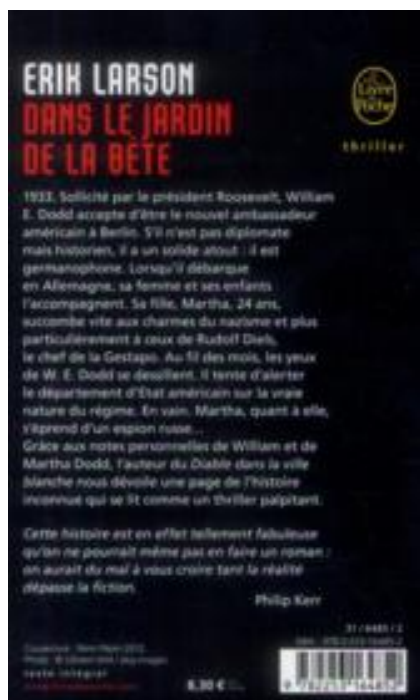 ERIK LARSON
DANS LE JARDIN
DE LA BÊTE
Le Livre
de Poche
thriller
1933. Sollicité par le président Roosevelt, William
E. Dodd accepte d'être le nouvel ambassadeur
américain à Berlin. S'il n'est pas diplomate
mais historien, il a un solide atout : il est
germanophone. Lorsqu'il débarque
en Allemagne, sa femme et ses enfants
l'accompagnent. Sa fille, Martha, 24 ans,
succombe vite aux charmes du nazisme et plus
particulièrement à ceux de Rudolf Diels,
le chef de la Gestapo. Au fil des mois, les yeux
de W. E. Dodd se dessillent. Il tente d'alerter
le département d'État américain sur la vraie
nature du régime. En vain. Martha, quant à elle,
s'éprend d'un espion russe...
Grâce aux notes personnelles de William et de
Martha Dodd, l'auteur du Diable dans la ville
blanche nous dévoile une page de l'histoire
inconnue qui se lit comme un thriller palpitant.
Cette histoire est en effet tellement fabuleuse
qu'on ne pourrait même pas en faire un roman :
on aurait du mal à vous croire tant la réalité
dépasse la fiction.
Philip Kerr
texte intégral
8,30 €